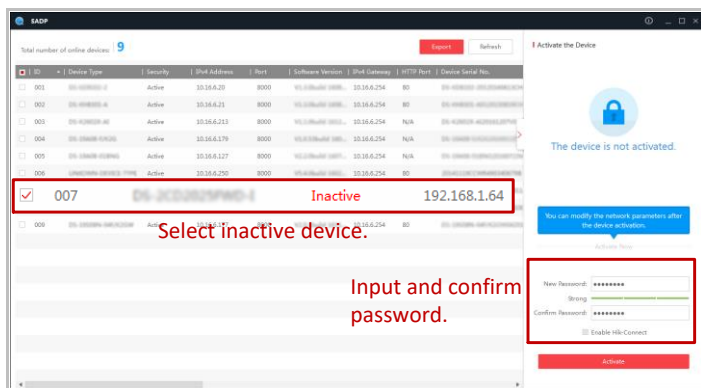 SADP
Total number of online devices: 9
Export
Refresh
ID
Device Type
Security
IPv4 Address
Port
Software Version
IPv4 Gateway
HTTP Port
Device Serial No.
001 Active 10.16.6.20 8000 10.16.6.254 80
002 Active 10.16.6.21 8000 10.16.6.254 80
003 Active 10.16.6.213 8000 10.16.6.254 N/A
004 Active 10.16.6.179 8000 10.16.6.254 N/A
005 Active 10.16.6.127 8000 10.16.6.254 N/A
006 Active 10.16.6.250 8000 10.16.6.254 80
007 Inactive 192.168.1.64
009 Active 8000 10.16.6.254 80
Select inactive device.
Input and confirm
password.
Activate the Device
The device is not activated.
You can modify the network parameters after
the device activation.
Activate Now
New Password:
Strong
Confirm Password:
Enable Hik-Connect
Activate